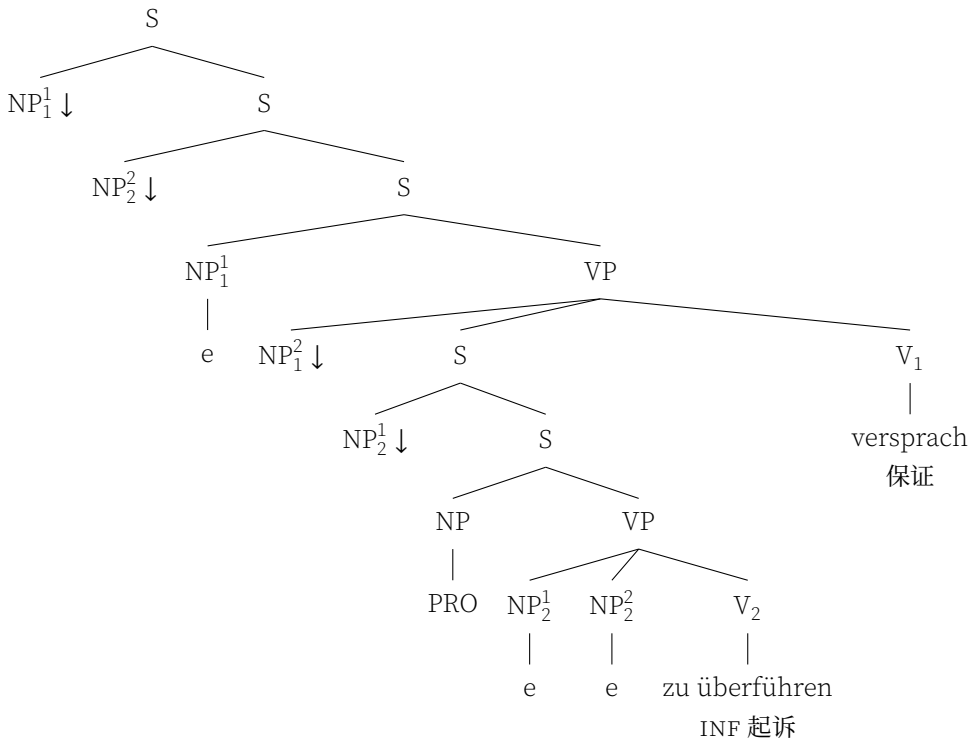 S
NP₁¹↓ S
NP₂²↓ S
NP₁¹ VP
e NP₁²↓ S V₁
versprach
保证
NP₂¹↓ S
NP VP
PRO NP₂¹ NP₂² V₂
e e zu überführen
INF 起诉